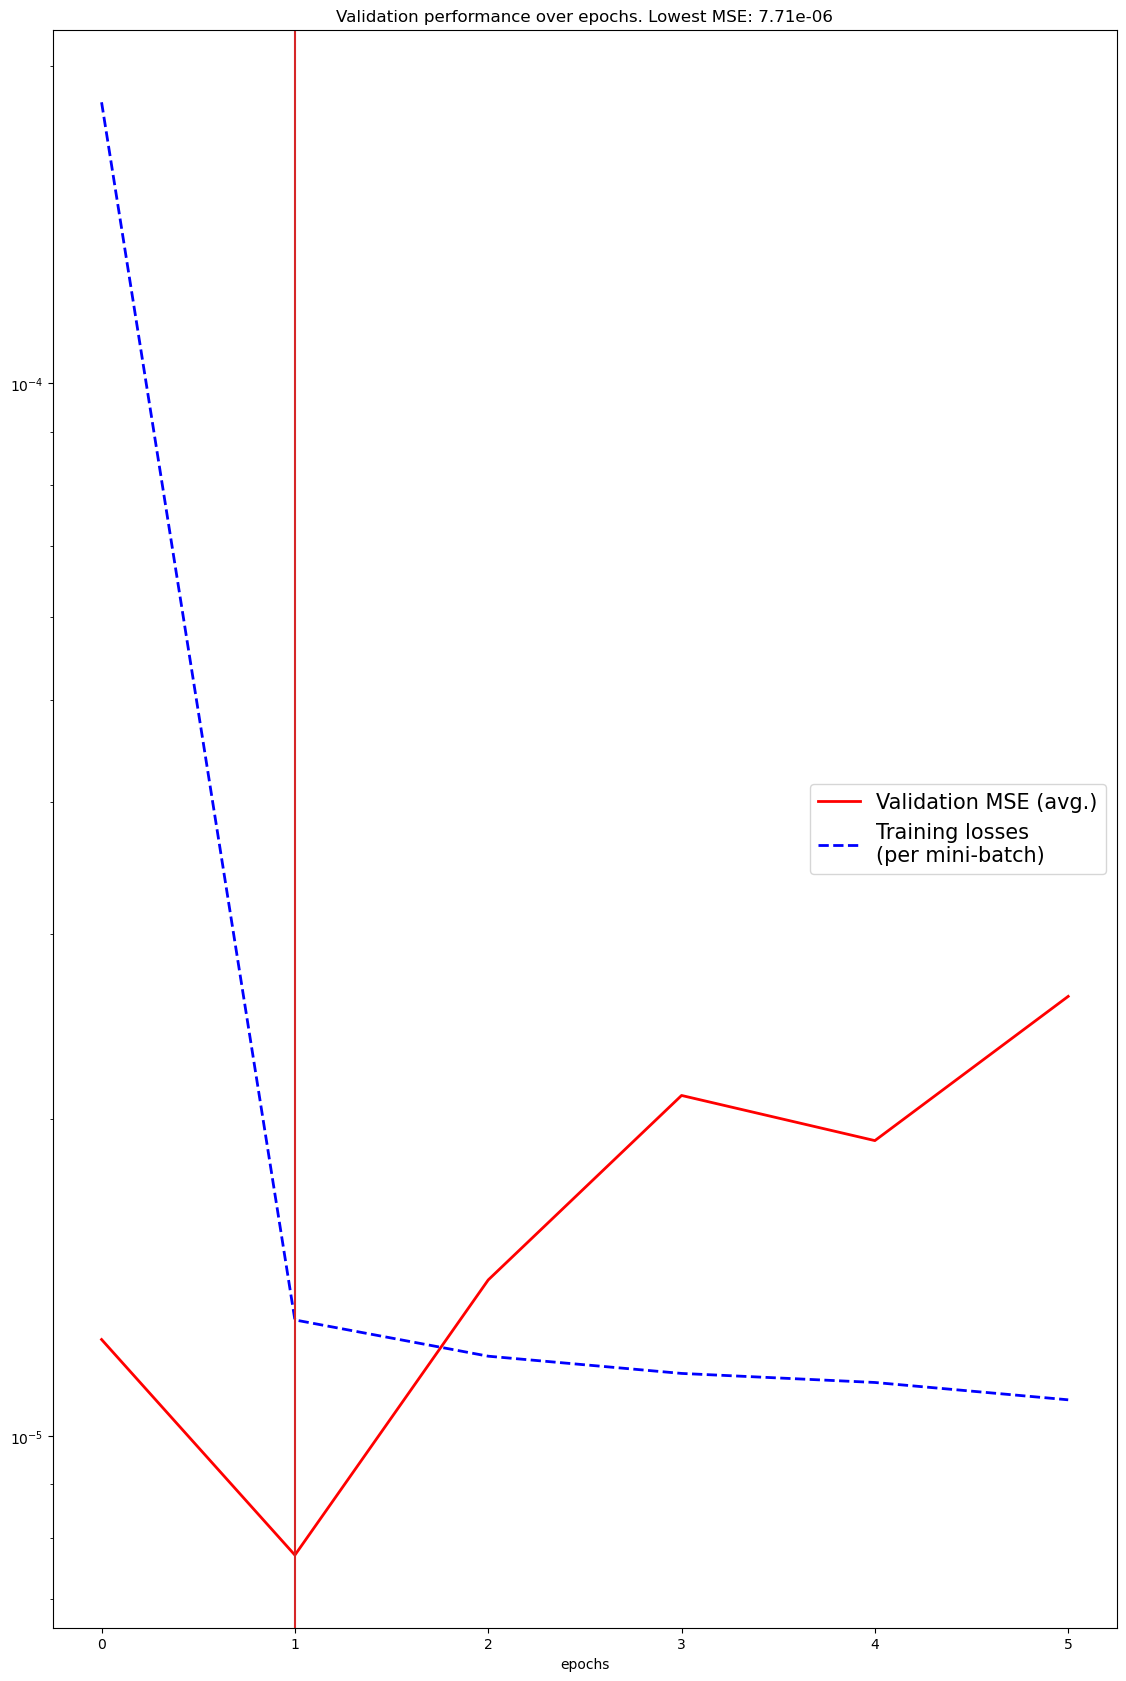 Validation performance over epochs. Lowest MSE: 7.71e-06
10⁻⁴
Validation MSE (avg.)
Training losses
(per mini-batch)
10⁻⁵
0 1 2 3 4 5
epochs